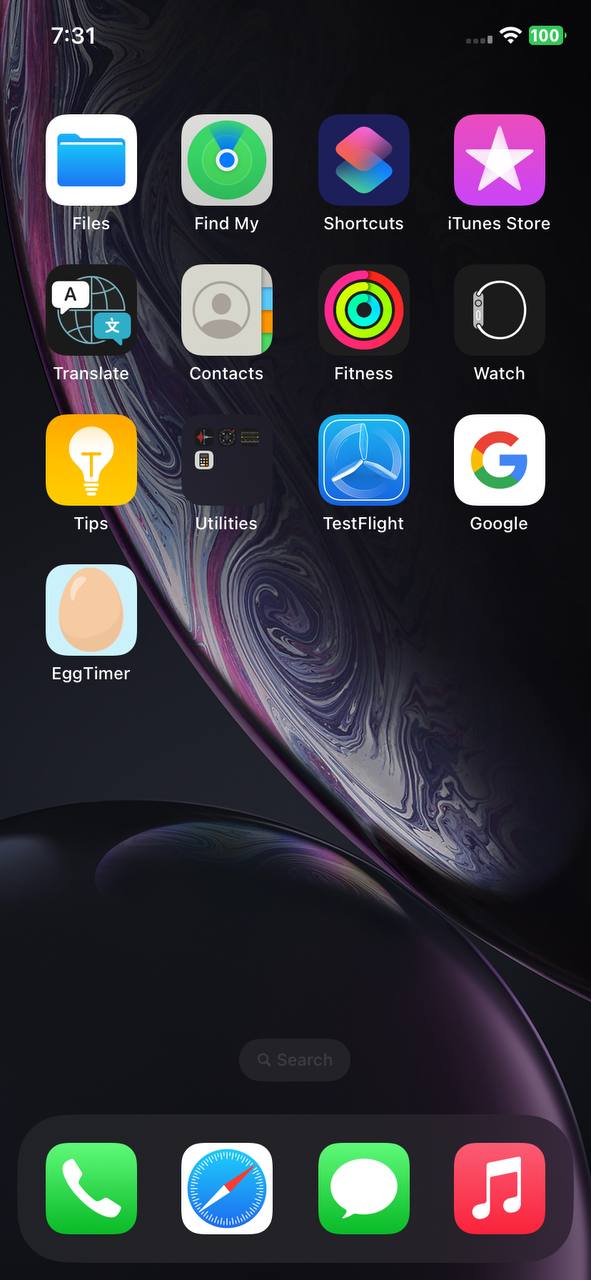 7:31
100
Files
Find My
Shortcuts
iTunes Store
A
文
Translate
Contacts
Fitness
Watch
Tips
Utilities
TestFlight
Google
EggTimer
Search